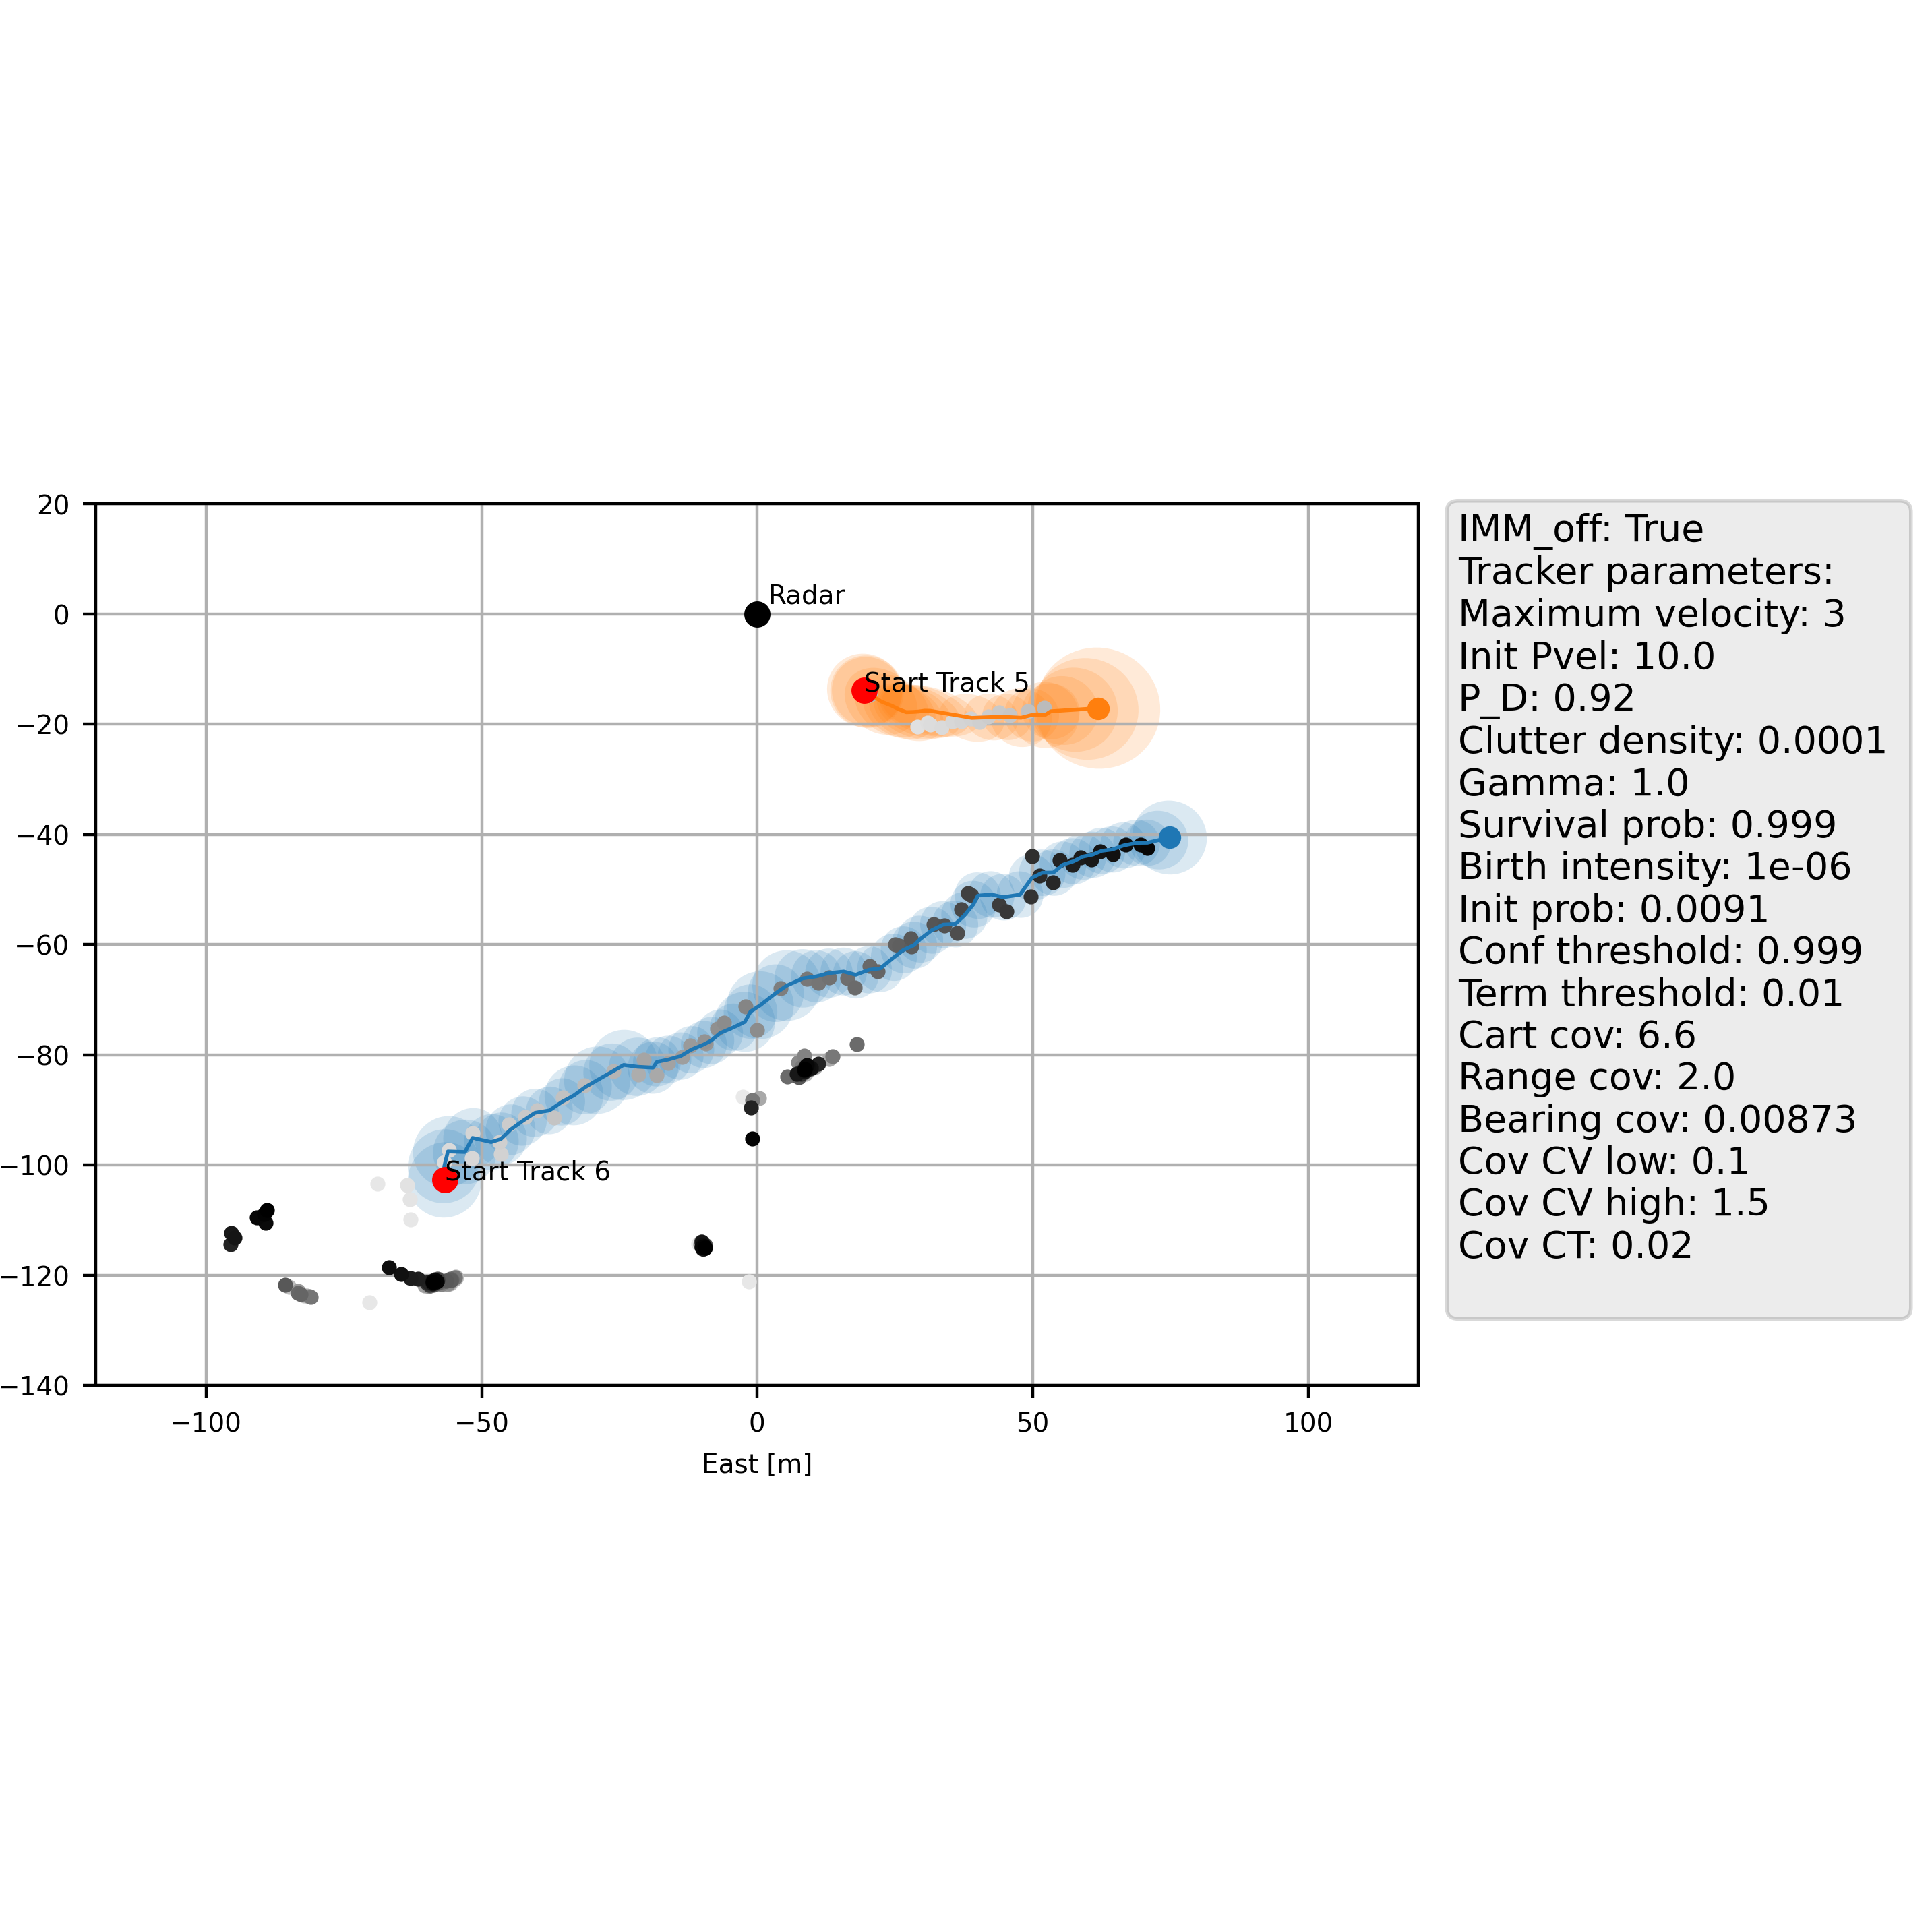 20
0
−20
−40
−60
−80
−100
−120
−140
−100
−50
0
50
100
East [m]
Radar
Start Track 5
Start Track 6
IMM_off: True
Tracker parameters:
Maximum velocity: 3
Init Pvel: 10.0
P_D: 0.92
Clutter density: 0.0001
Gamma: 1.0
Survival prob: 0.999
Birth intensity: 1e-06
Init prob: 0.0091
Conf threshold: 0.999
Term threshold: 0.01
Cart cov: 6.6
Range cov: 2.0
Bearing cov: 0.00873
Cov CV low: 0.1
Cov CV high: 1.5
Cov CT: 0.02